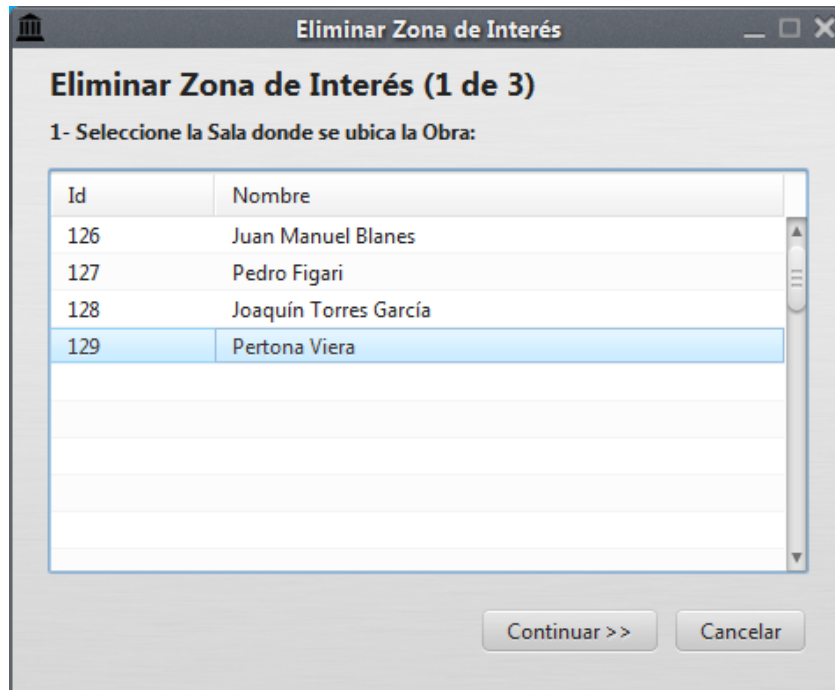 Eliminar Zona de Interés
Eliminar Zona de Interés (1 de 3)
1- Seleccione la Sala donde se ubica la Obra:
Id Nombre
126 Juan Manuel Blanes
127 Pedro Figari
128 Joaquín Torres García
129 Pertona Viera
Continuar >> Cancelar